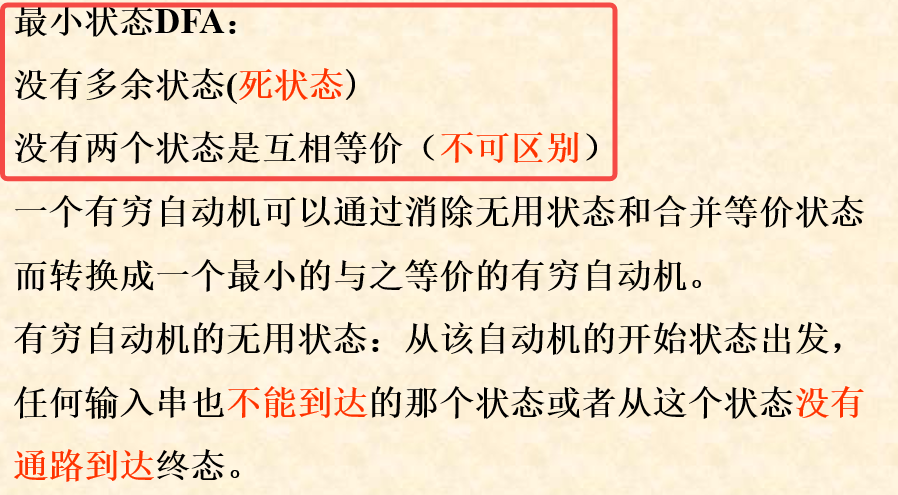 最小状态DFA：
没有多余状态(死状态）
没有两个状态是互相等价（不可区别）
一个有穷自动机可以通过消除无用状态和合并等价状态
而转换成一个最小的与之等价的有穷自动机。
有穷自动机的无用状态：从该自动机的开始状态出发，
任何输入串也不能到达的那个状态或者从这个状态没有
通路到达终态。